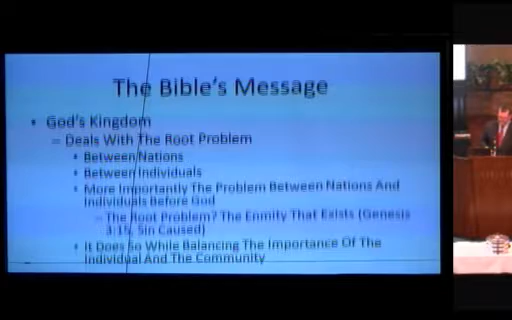 The Bible's Message
• God's Kingdom
– Deals With The Root Problem
• Between Nations
• Between Individuals
• More Importantly The Problem Between Nations And
Individuals Before God
– The Root Problem? The Enmity That Exists (Genesis
3:15, Sin Caused)
• It Does So While Balancing The Importance Of The
Individual And The Community